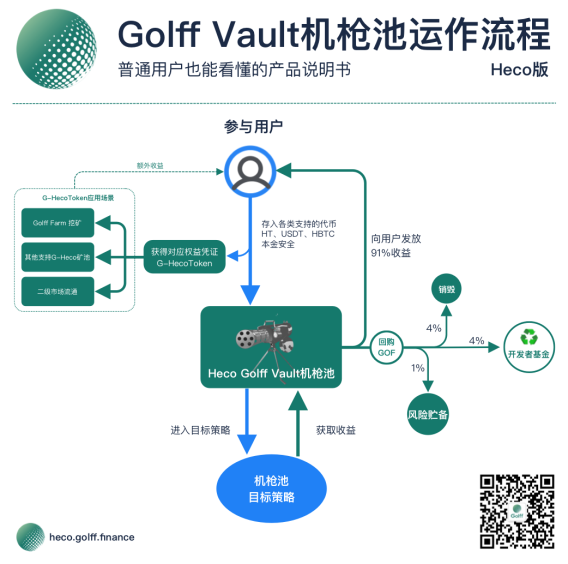 Golff Vault机枪池运作流程
普通用户也能看懂的产品说明书
Heco版
参与用户
额外收益
G-HecoToken应用场景
Golff Farm 挖矿
其他支持G-Heco矿池
二级市场流通
获得对应权益凭证
G-HecoToken
存入各类支持的代币
HT、USDT、HBTC
本金安全
向用户发放
91%收益
销毁
4%
回购
GOF
4%
开发者基金
1%
风险贮备
Heco Golff Vault机枪池
进入目标策略
获取收益
机枪池
目标策略
Golff
heco.golff.finance